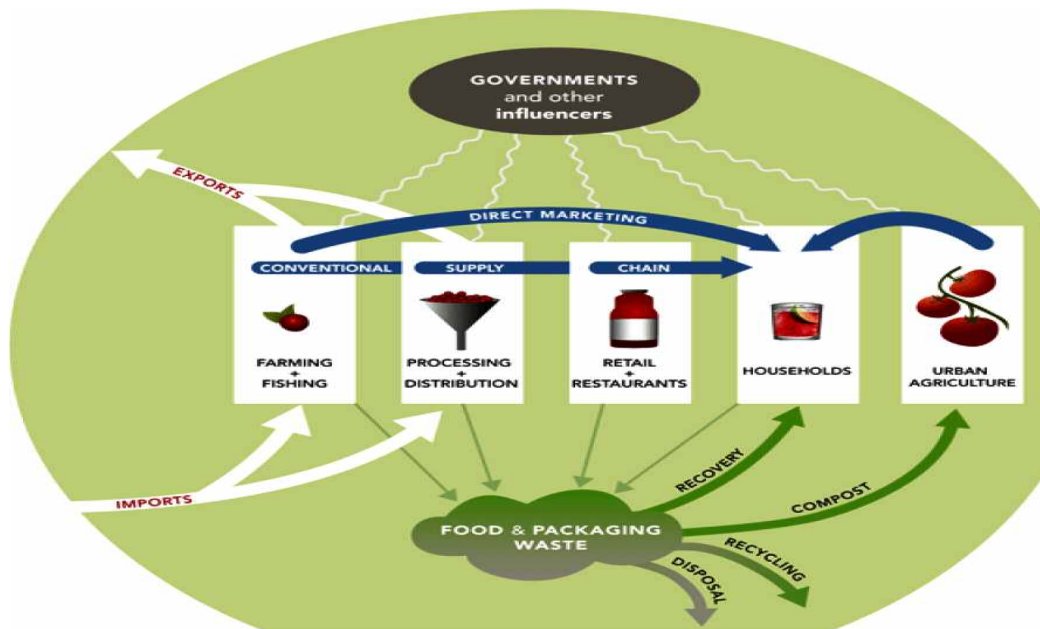 GOVERNMENTS
and other
influencers
EXPORTS
DIRECT MARKETING
CONVENTIONAL
SUPPLY
CHAIN
FARMING
+
FISHING
PROCESSING
+
DISTRIBUTION
RETAIL
+
RESTAURANTS
HOUSEHOLDS
URBAN
AGRICULTURE
IMPORTS
RECOVERY
COMPOST
FOOD & PACKAGING
WASTE
RECYCLING
DISPOSAL